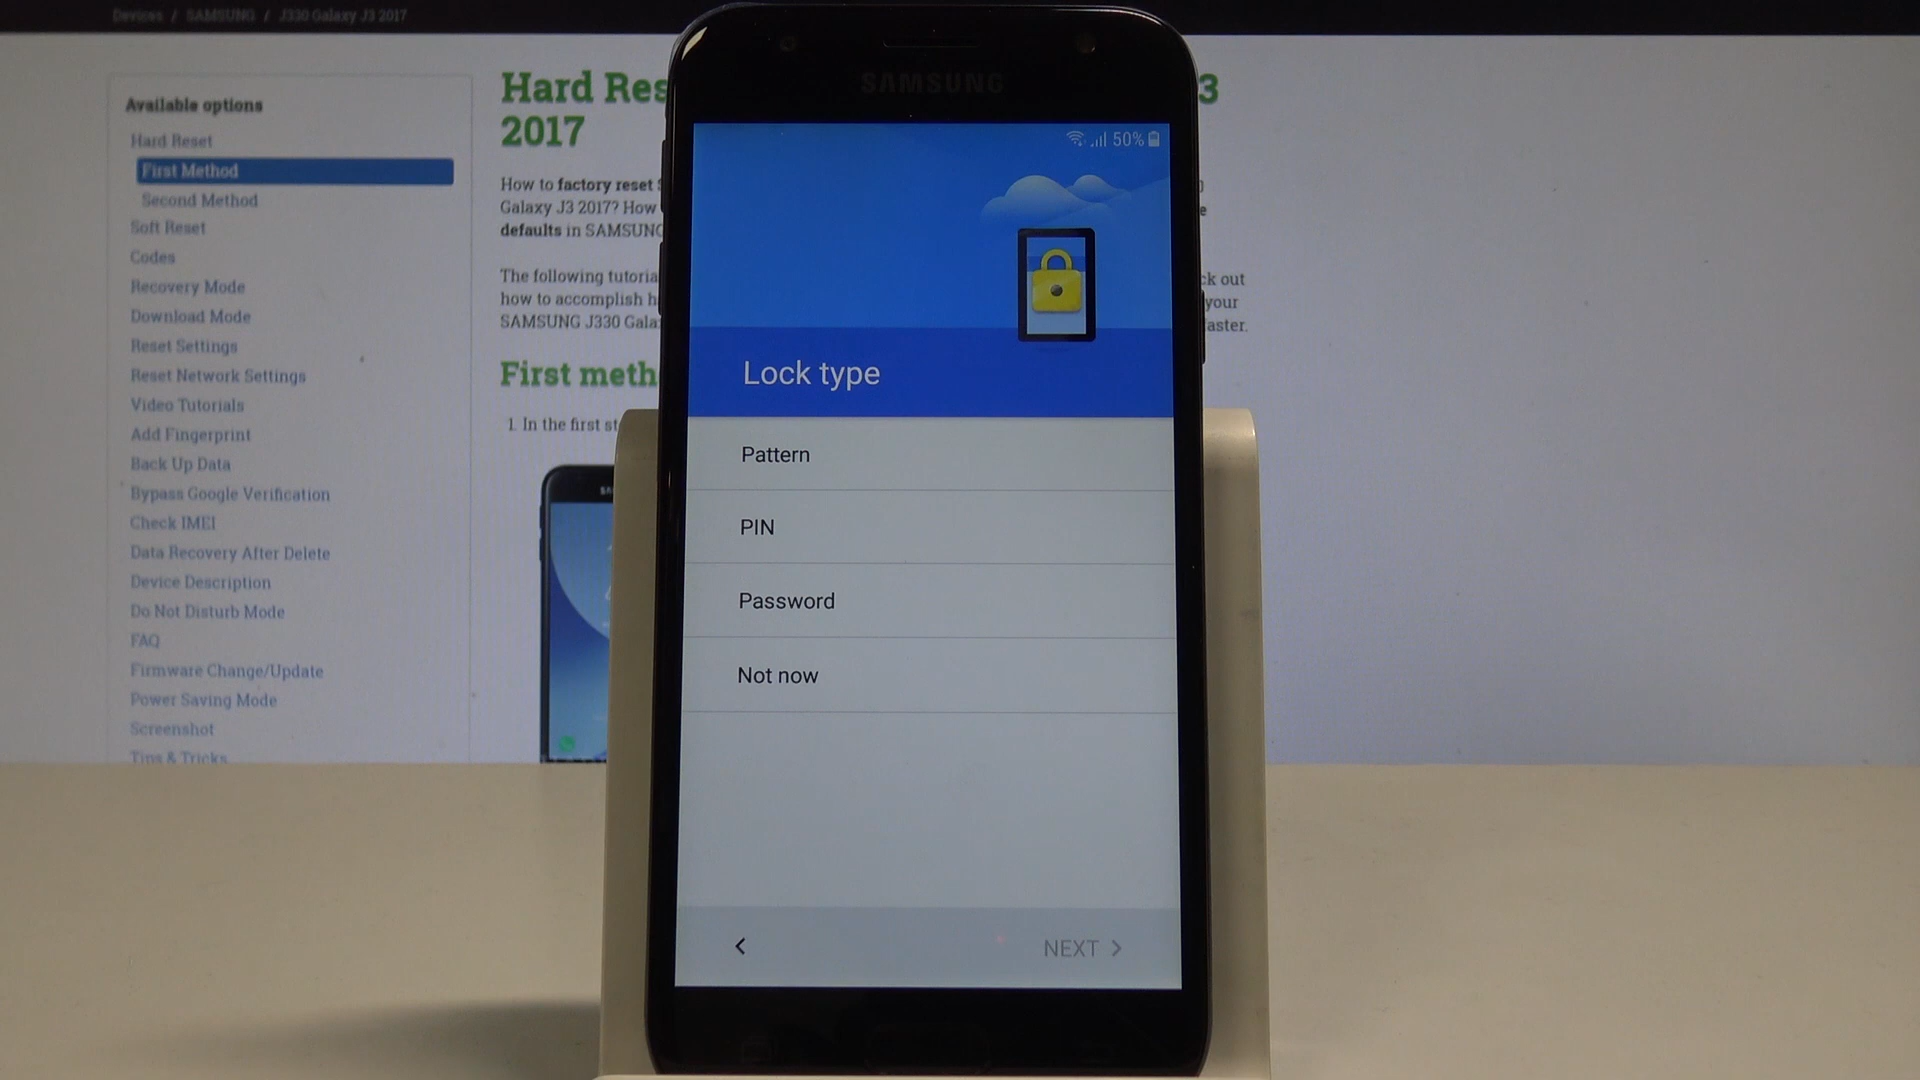 Devices / SAMSUNG / J330 Galaxy J3 2017
Available options
Hard Reset
First Method
Second Method
Soft Reset
Codes
Recovery Mode
Download Mode
Reset Settings
Reset Network Settings
Video Tutorials
Add Fingerprint
Back Up Data
Bypass Google Verification
Check IMEI
Data Recovery After Delete
Device Description
Do Not Disturb Mode
FAQ
Firmware Change/Update
Power Saving Mode
Screenshot
Tips & Tricks
Hard Res 3
2017
How to factory reset
Galaxy J3 2017? How
defaults in SAMSUNG
The following tutoria ck out
how to accomplish h your
SAMSUNG J330 Gala aster.
First meth
1. In the first st
SAMSUNG
50%
Lock type
Pattern
PIN
Password
Not now
NEXT